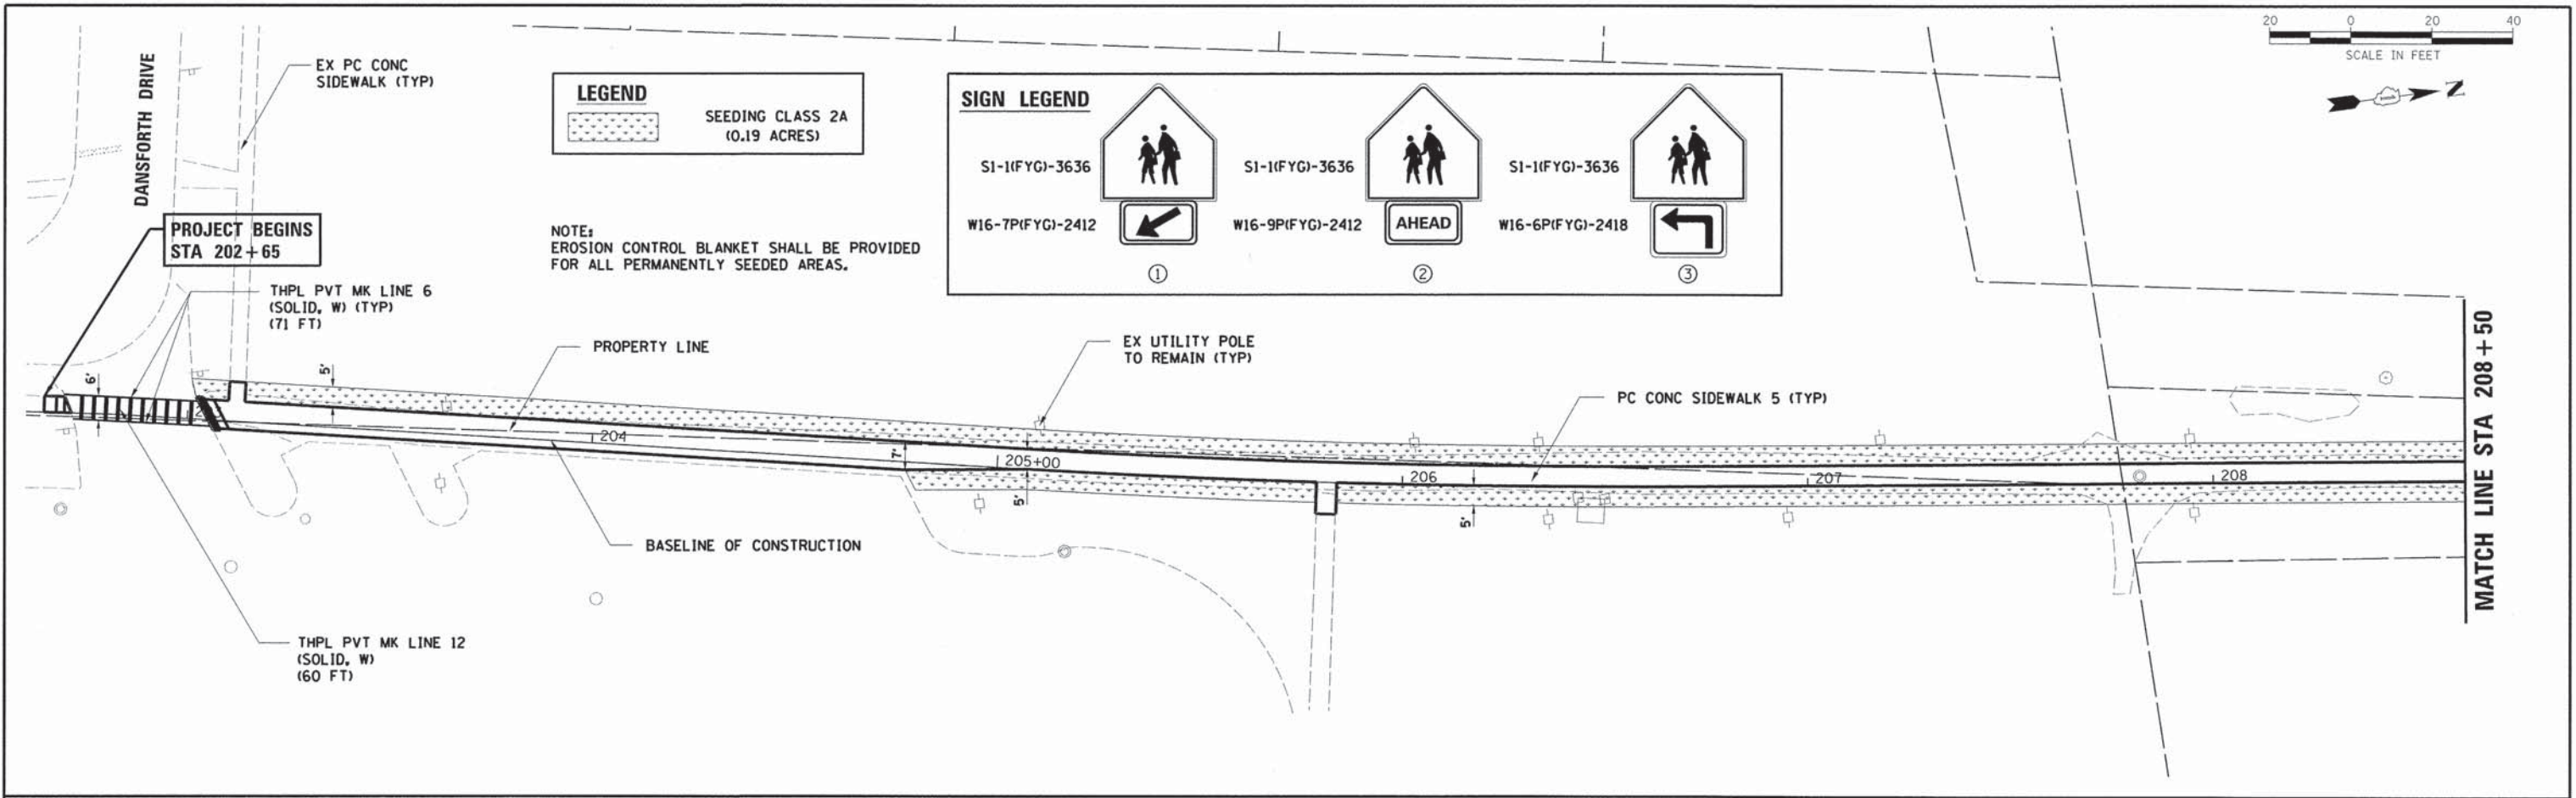 20 0 20 40
SCALE IN FEET
N
DANSFORTH DRIVE
EX PC CONC
SIDEWALK (TYP)
LEGEND
SEEDING CLASS 2A
(0.19 ACRES)
SIGN LEGEND
S1-1(FYG)-3636
W16-7P(FYG)-2412
1
S1-1(FYG)-3636
W16-9P(FYG)-2412
AHEAD
2
S1-1(FYG)-3636
W16-6P(FYG)-2418
3
PROJECT BEGINS
STA 202+65
NOTE:
EROSION CONTROL BLANKET SHALL BE PROVIDED
FOR ALL PERMANENTLY SEEDED AREAS.
THPL PVT MK LINE 6
(SOLID, W) (TYP)
(71 FT)
PROPERTY LINE
EX UTILITY POLE
TO REMAIN (TYP)
PC CONC SIDEWALK 5 (TYP)
6'
5'
204
7'
205+00
5'
206
5'
207
208
MATCH LINE STA 208+50
BASELINE OF CONSTRUCTION
THPL PVT MK LINE 12
(SOLID, W)
(60 FT)